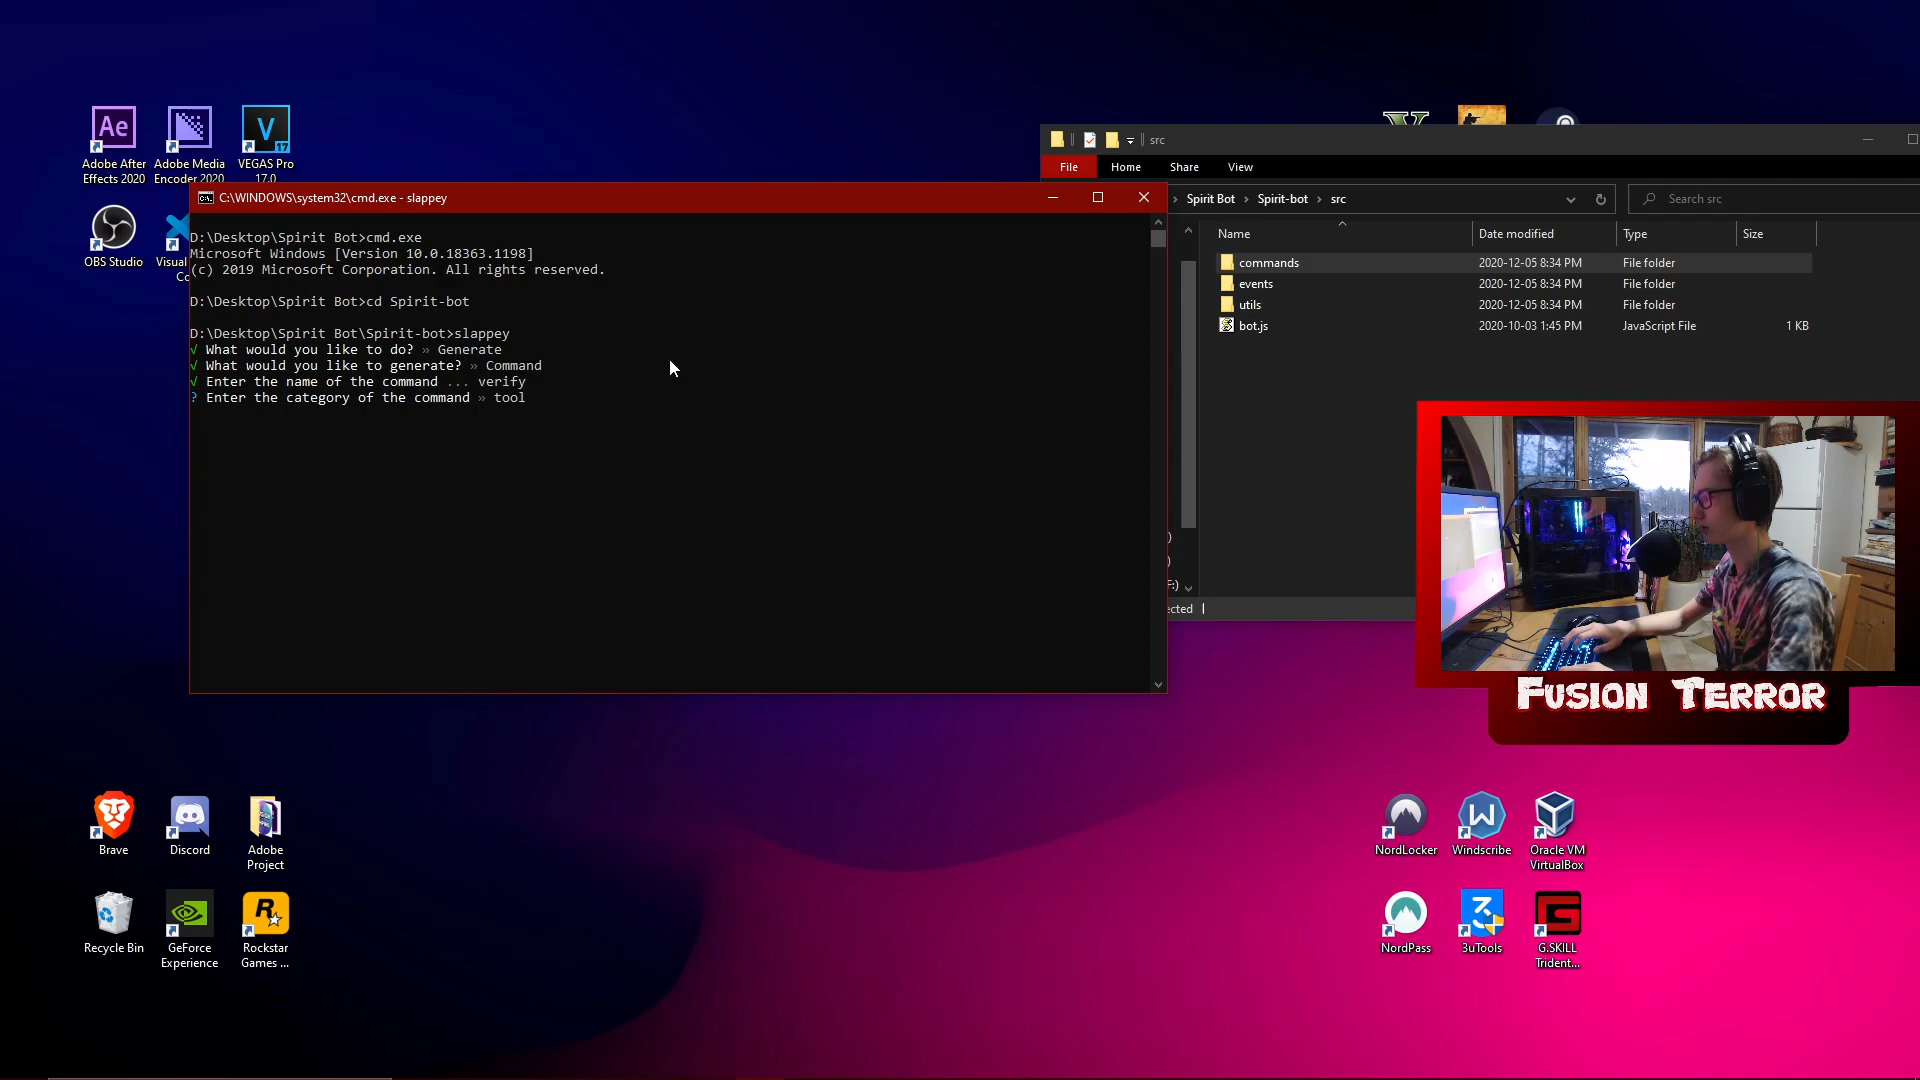 Ae
V
17
Adobe After
Effects 2020
Adobe Media
Encoder 2020
VEGAS Pro
17.0
OBS Studio
Visual
Co
C:\WINDOWS\system32\cmd.exe - slappey
D:\Desktop\Spirit Bot>cmd.exe
Microsoft Windows [Version 10.0.18363.1198]
(c) 2019 Microsoft Corporation. All rights reserved.
D:\Desktop\Spirit Bot>cd Spirit-bot
D:\Desktop\Spirit Bot\Spirit-bot>slappey
√ What would you like to do? » Generate
√ What would you like to generate? » Command
√ Enter the name of the command ... verify
? Enter the category of the command » tool
src
File Home Share View
› Spirit Bot › Spirit-bot › src
Search src
Name Date modified Type Size
commands 2020-12-05 8:34 PM File folder
events 2020-12-05 8:34 PM File folder
utils 2020-12-05 8:34 PM File folder
bot.js 2020-10-03 1:45 PM JavaScript File 1 KB
)
)
F:)
ected
Fusion Terror
Brave
Discord
Adobe
Project
Recycle Bin
GeForce
Experience
R
Rockstar
Games ...
NordLocker
W
Windscribe
Oracle VM
VirtualBox
NordPass
3uTools
G.SKILL
Trident...